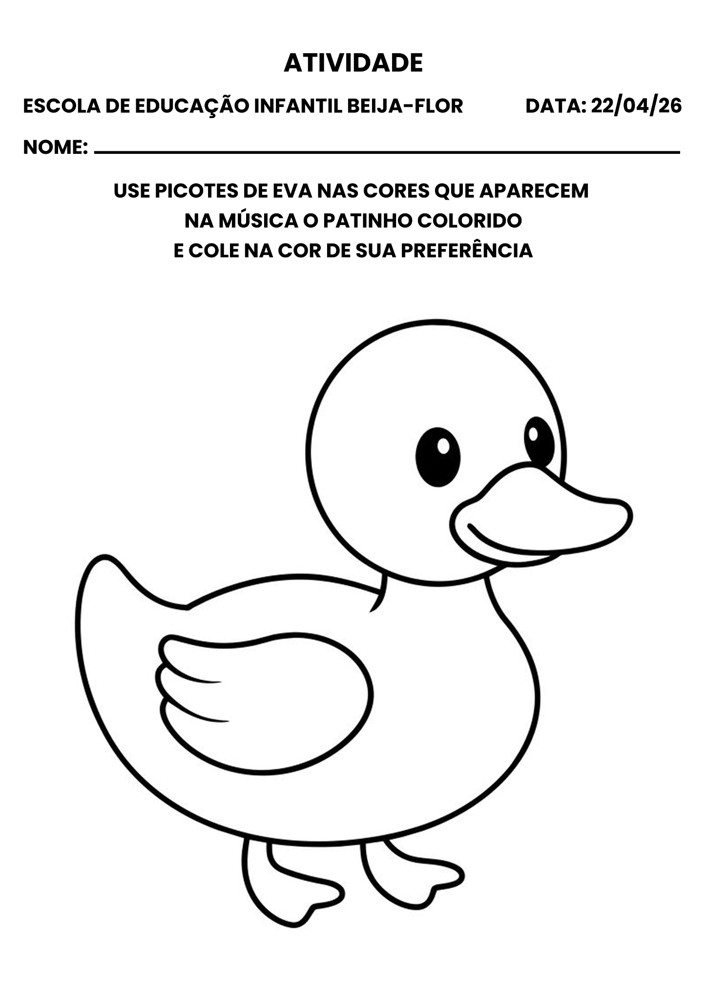 ATIVIDADE
ESCOLA DE EDUCAÇÃO INFANTIL BEIJA-FLOR DATA: 22/04/26
NOME:
USE PICOTES DE EVA NAS CORES QUE APARECEM
NA MÚSICA O PATINHO COLORIDO
E COLE NA COR DE SUA PREFERÊNCIA